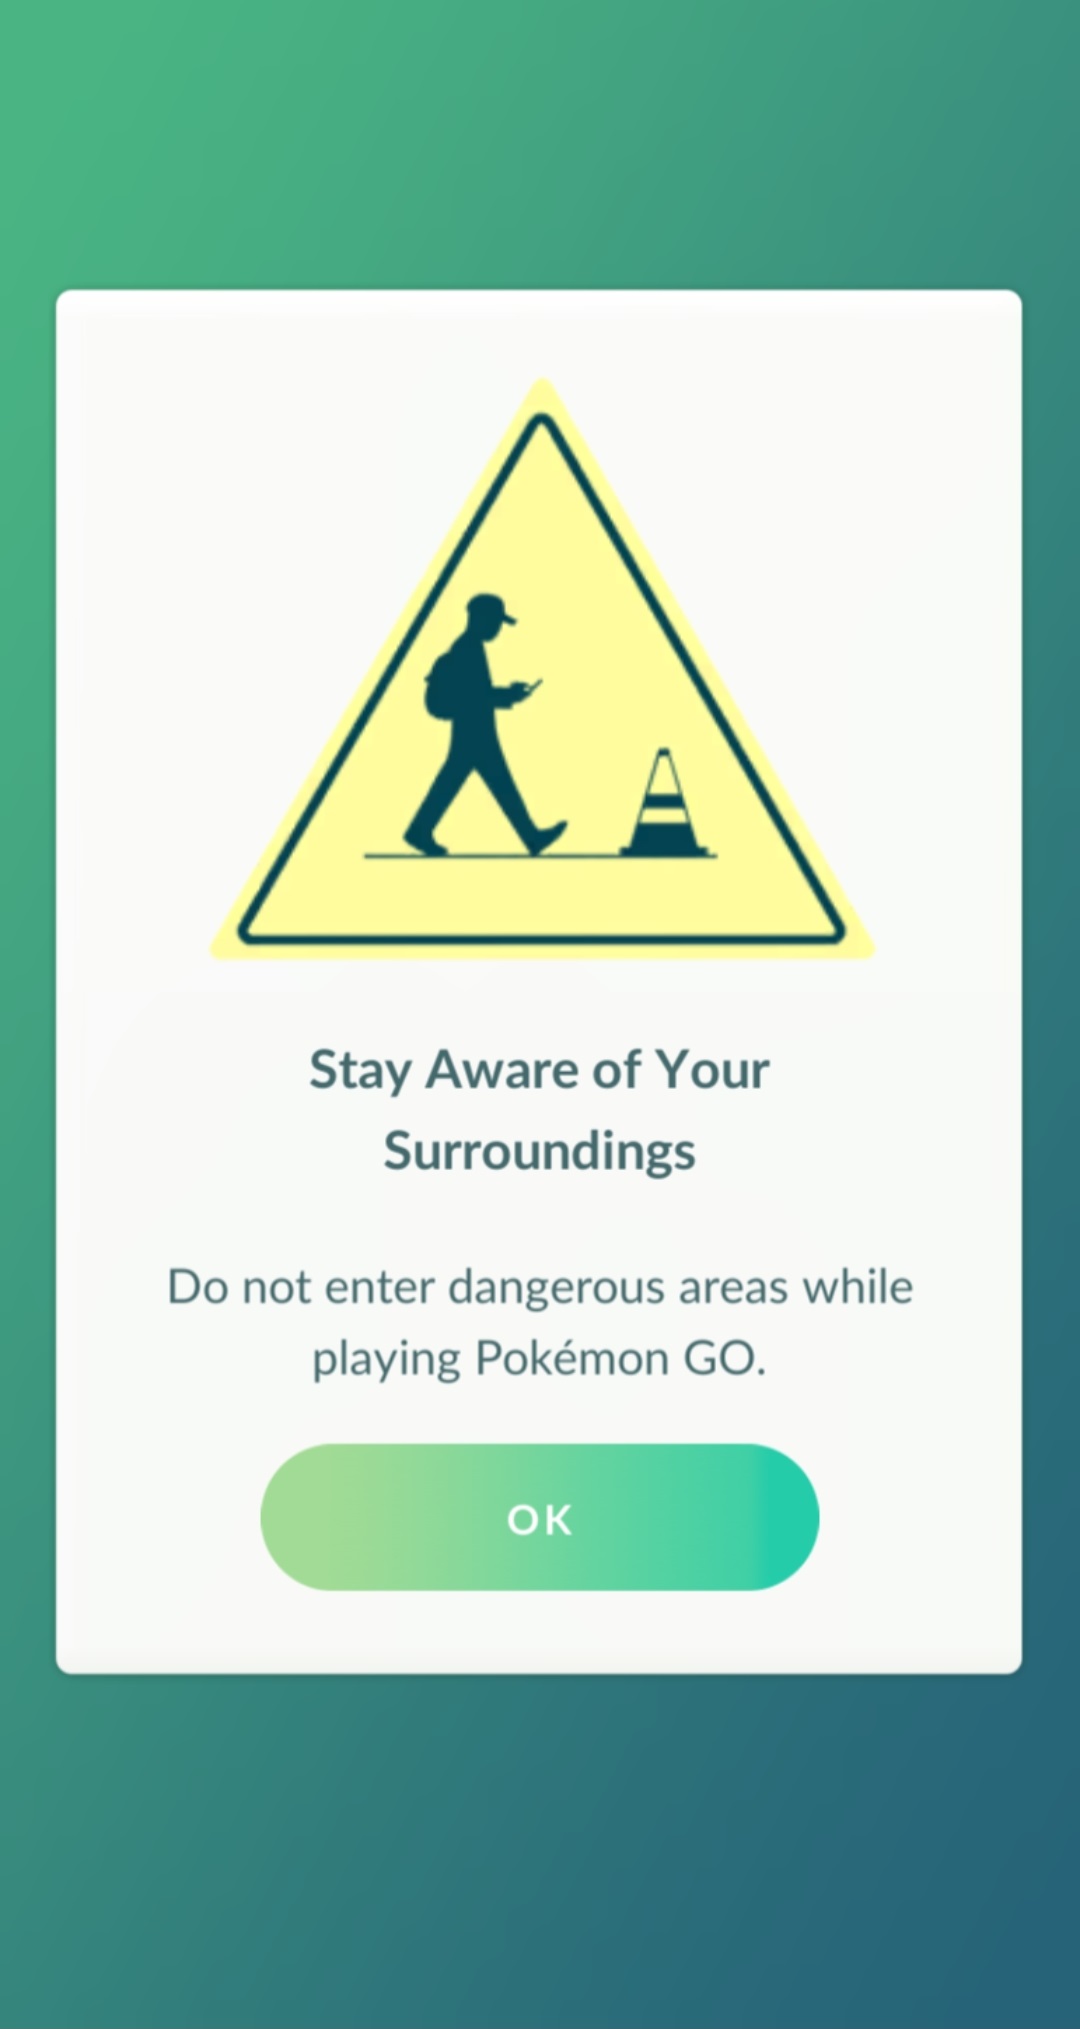 Stay Aware of Your
Surroundings
Do not enter dangerous areas while
playing Pokémon GO.
OK